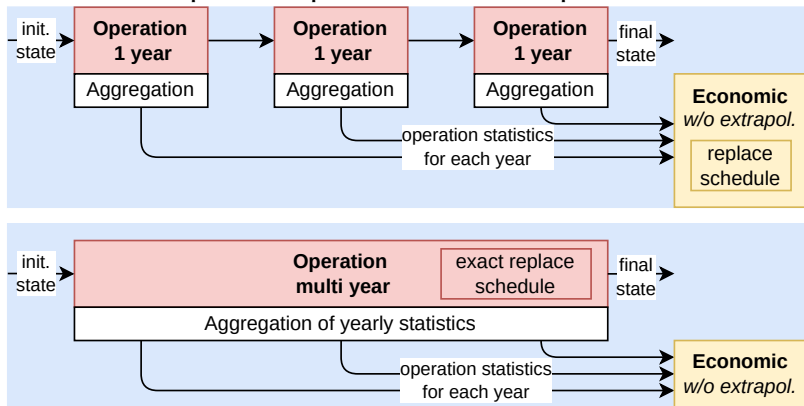 init.
state
Operation
1 year
Operation
1 year
Operation
1 year
final
state
Aggregation
Aggregation
Aggregation
Economic
w/o extrapol.
operation statistics
for each year
replace
schedule
init.
state
Operation
multi year
exact replace
schedule
final
state
Aggregation of yearly statistics
operation statistics
for each year
Economic
w/o extrapol.